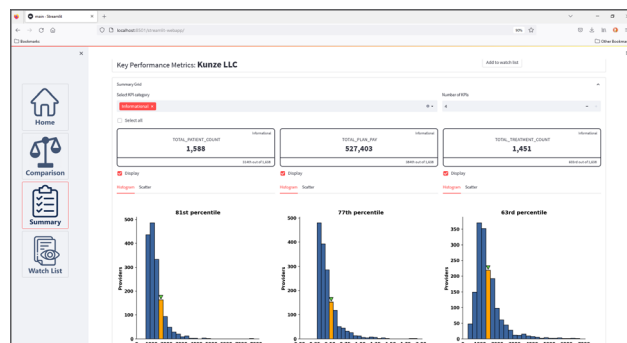 main - Streamlit
localhost:8501/streamlit-webapp/
90%
Bookmarks
Other Bookmarks
Key Performance Metrics: Kunze LLC
Add to watch list
Summary Grid
Select KPI category
Number of KPIs
Informational
4
Select all
Informational
Informational
Informational
TOTAL_PATIENT_COUNT
TOTAL_PLAN_PAY
TOTAL_TREATMENT_COUNT
1,588
527,403
1,451
Display
Display
Display
Histogram Scatter
Histogram Scatter
Histogram Scatter
Home
Comparison
Summary
Watch List
81st percentile
77th percentile
63rd percentile
Providers
Providers
Providers
500
400
300
200
100
0
500
400
300
200
100
0
350
300
250
200
150
100
50
0